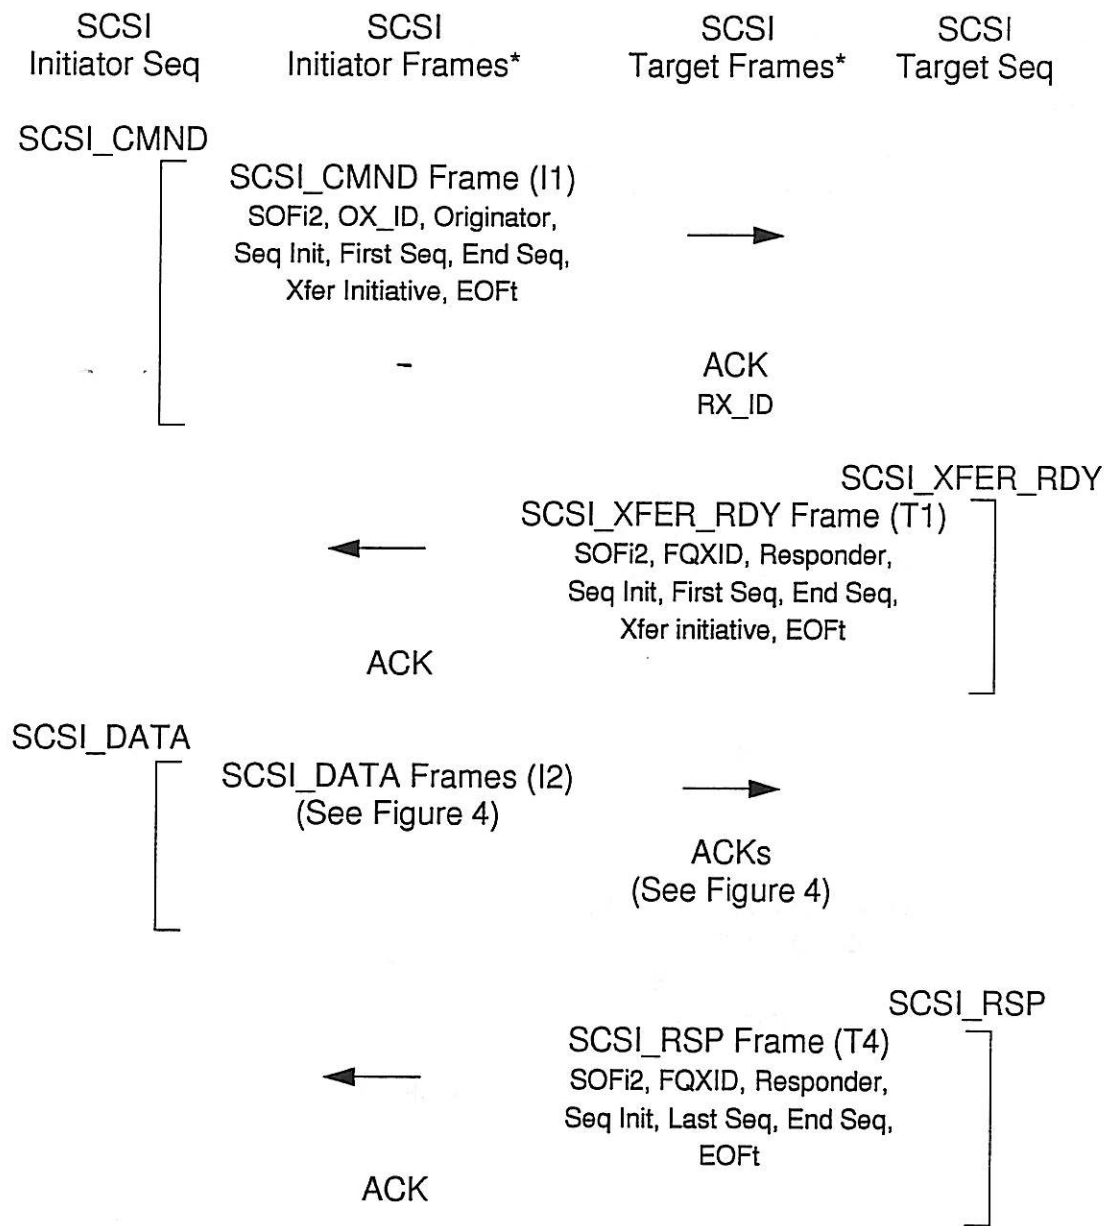 SCSI SCSI SCSI SCSI
Initiator Seq Initiator Frames* Target Frames* Target Seq
SCSI_CMND
SCSI_CMND Frame (I1)
SOFi2, OX_ID, Originator,
Seq Init, First Seq, End Seq,
Xfer Initiative, EOFt
ACK
RX_ID
SCSI_XFER_RDY
SCSI_XFER_RDY Frame (T1)
SOFi2, FQXID, Responder,
Seq Init, First Seq, End Seq,
Xfer initiative, EOFt
ACK
SCSI_DATA
SCSI_DATA Frames (I2)
(See Figure 4)
ACKs
(See Figure 4)
SCSI_RSP
SCSI_RSP Frame (T4)
SOFi2, FQXID, Responder,
Seq Init, Last Seq, End Seq,
EOFt
ACK